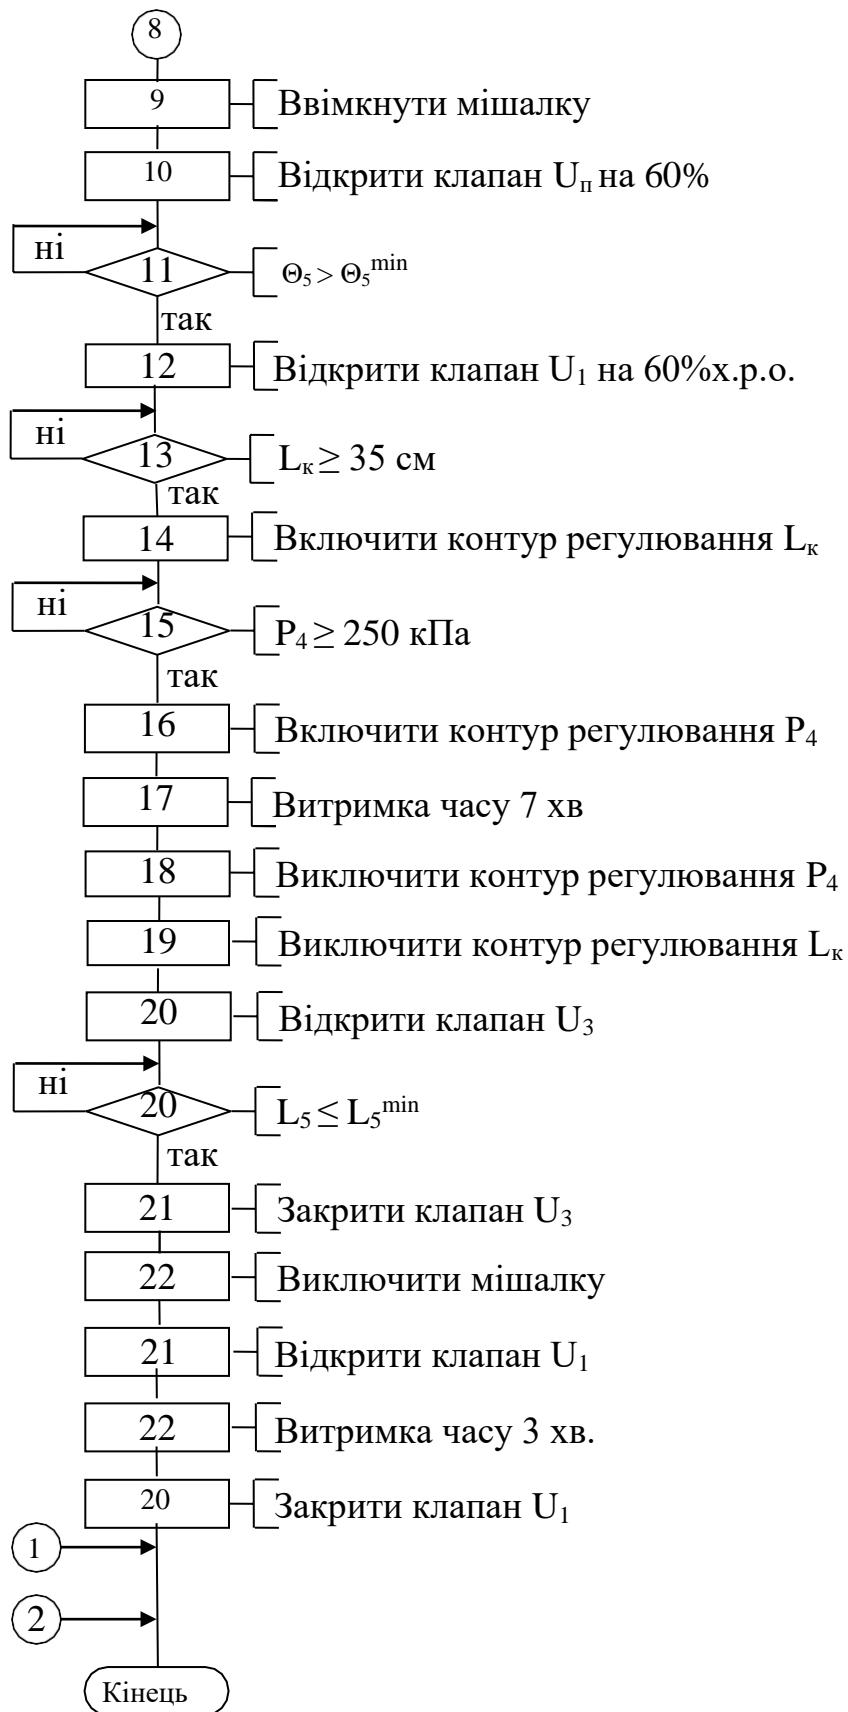 8
9 Ввімкнути мішалку
10 Відкрити клапан Uп на 60%
ні
11 Θ5 > Θ5min
так
12 Відкрити клапан U1 на 60%х.р.о.
ні
13 Lк ≥ 35 см
так
14 Включити контур регулювання Lк
ні
15 P4 ≥ 250 кПа
так
16 Включити контур регулювання P4
17 Витримка часу 7 хв
18 Виключити контур регулювання P4
19 Виключити контур регулювання Lк
20 Відкрити клапан U3
ні
20 L5 ≤ L5min
так
21 Закрити клапан U3
22 Виключити мішалку
21 Відкрити клапан U1
22 Витримка часу 3 хв.
20 Закрити клапан U1
1
2
Кінець